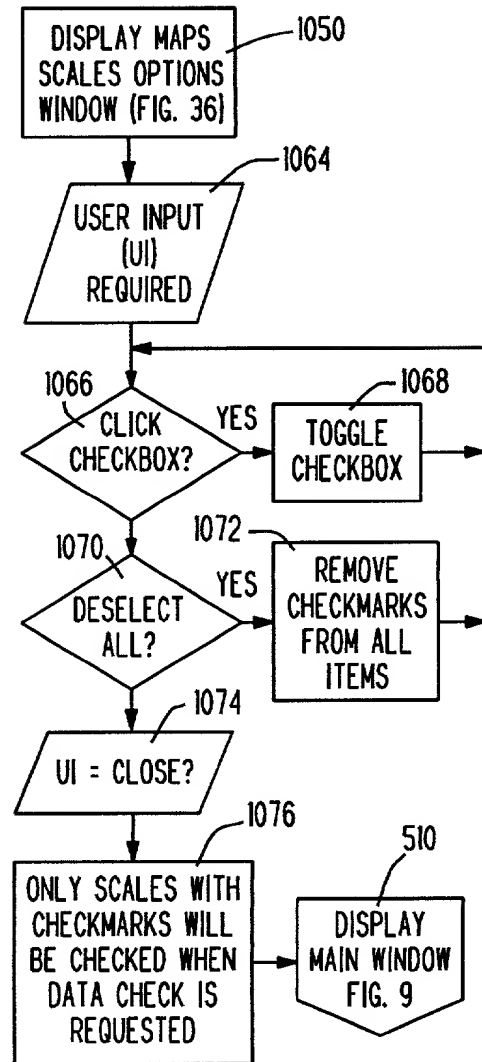 DISPLAY MAPS
SCALES OPTIONS
WINDOW (FIG. 36)
1050
1064
USER INPUT
(UI)
REQUIRED
1066
CLICK
CHECKBOX?
YES
1068
TOGGLE
CHECKBOX
1070
DESELECT
ALL?
YES
1072
REMOVE
CHECKMARKS
FROM ALL
ITEMS
1074
UI = CLOSE?
1076
ONLY SCALES WITH
CHECKMARKS WILL
BE CHECKED WHEN
DATA CHECK IS
REQUESTED
510
DISPLAY
MAIN WINDOW
FIG. 9